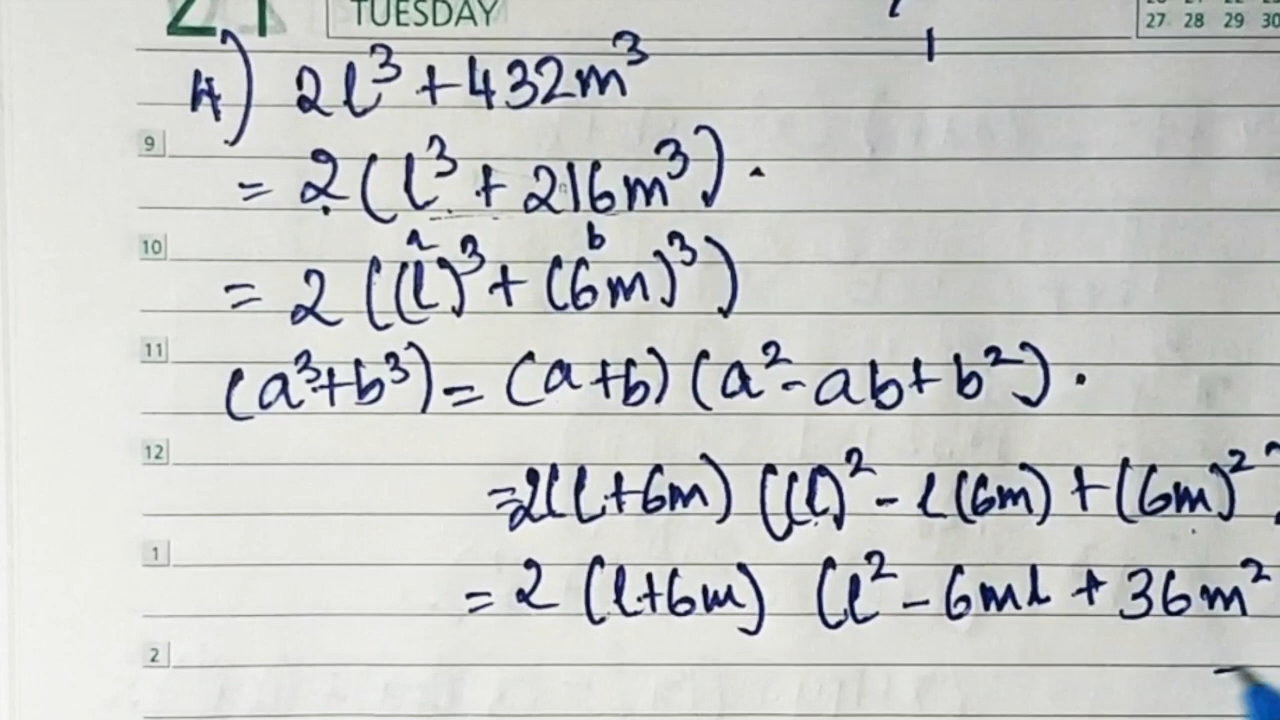 TUESDAY
27 28 29 30
4) 2l³ + 432m³
9
= 2(l³ + 216m³).
10
a b
= 2((l)³ + (6m)³)
11
(a³+b³) = (a+b)(a²-ab+b²).
12
=2(l+6m) ((l)² - l(6m) + (6m)²)
1
= 2 (l+6m) (l² - 6ml + 36m²
2